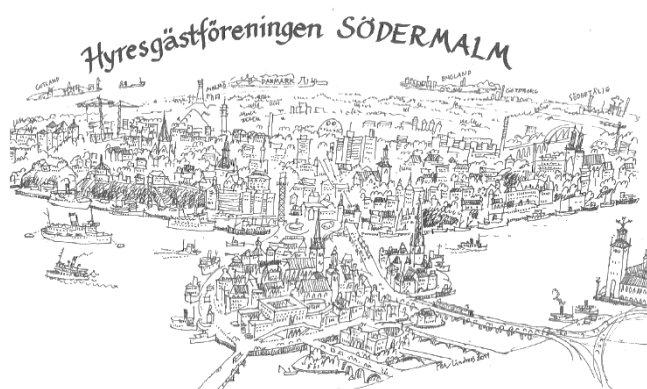 Hyresgästföreningen SÖDERMALM
GOTLAND
DANMARK
ENGLAND
GÖTEBORG
SÖDERTÄLJE